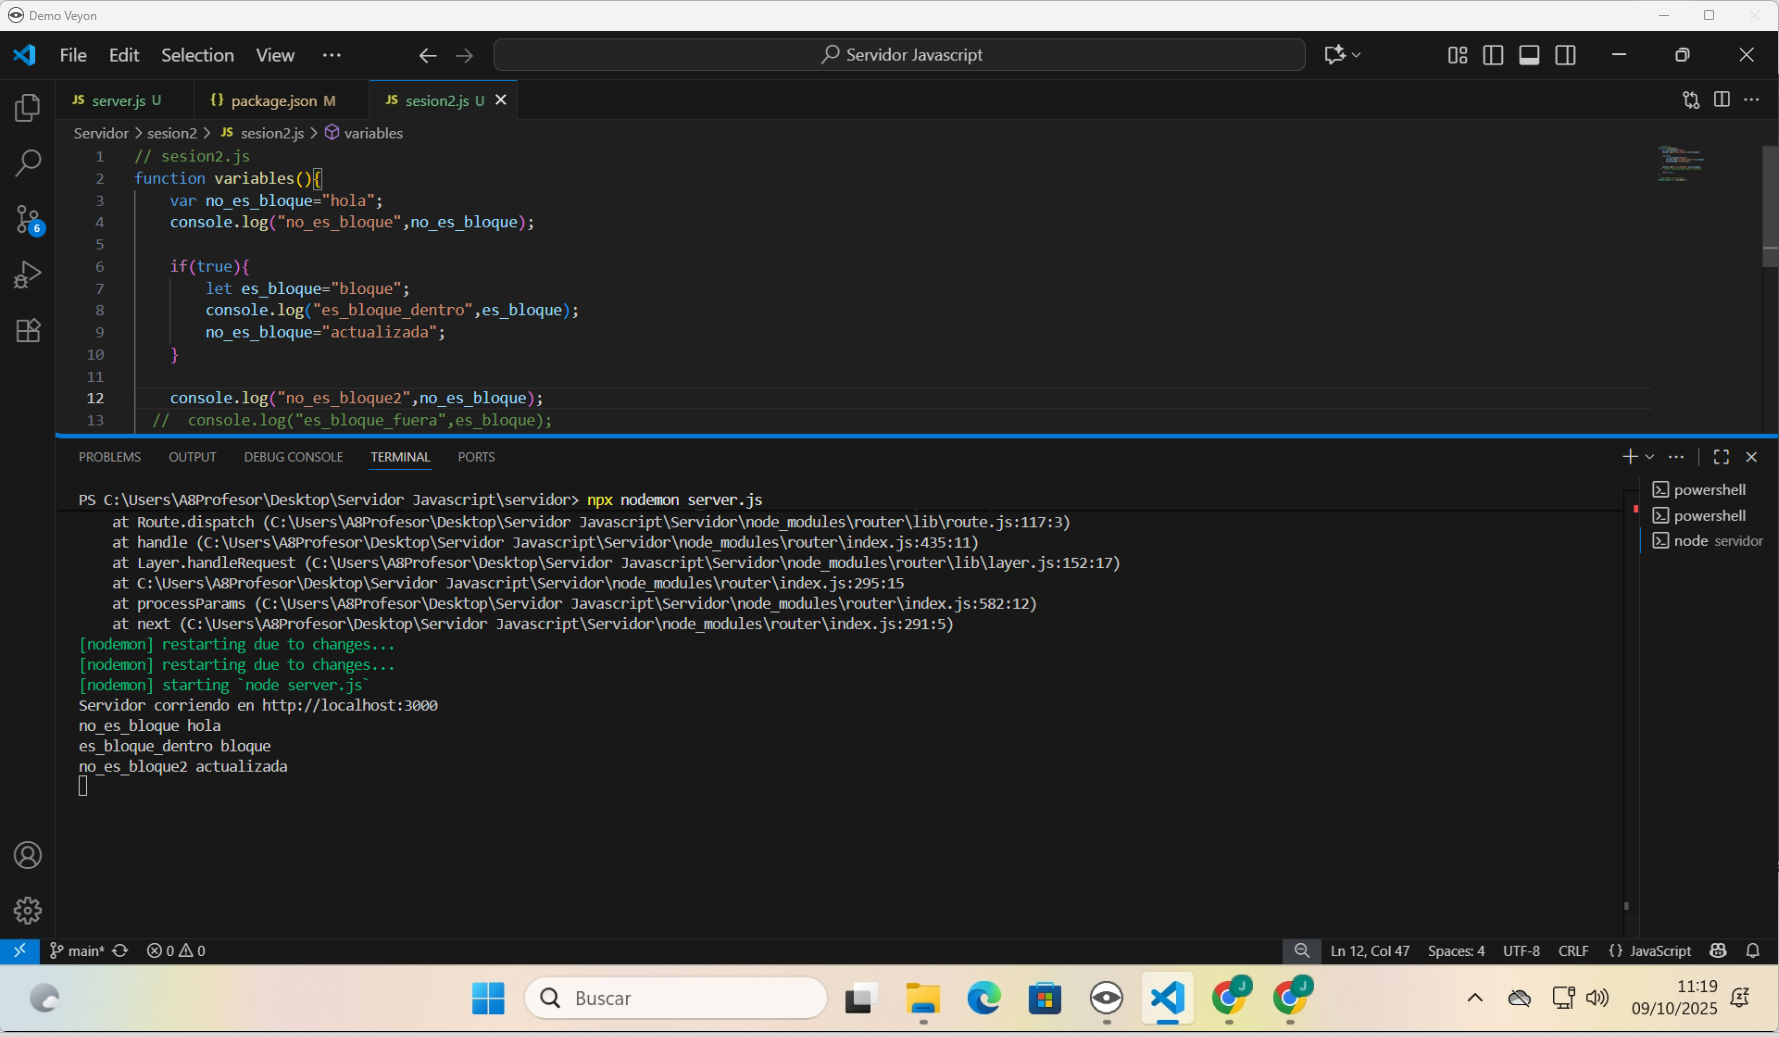 Demo Veyon
File Edit Selection View ···
Servidor Javascript
JS server.js U
{} package.json M
JS sesion2.js U
Servidor > sesion2 > JS sesion2.js > variables
1 // sesion2.js
2 function variables(){
3 var no_es_bloque="hola";
4 console.log("no_es_bloque",no_es_bloque);
5
6 if(true){
7 let es_bloque="bloque";
8 console.log("es_bloque_dentro",es_bloque);
9 no_es_bloque="actualizada";
10 }
11
12 console.log("no_es_bloque2",no_es_bloque);
13 // console.log("es_bloque_fuera",es_bloque);
6
PROBLEMS OUTPUT DEBUG CONSOLE TERMINAL PORTS
PS C:\Users\A8Profesor\Desktop\Servidor Javascript\servidor> npx nodemon server.js
at Route.dispatch (C:\Users\A8Profesor\Desktop\Servidor Javascript\Servidor\node_modules\router\lib\route.js:117:3)
at handle (C:\Users\A8Profesor\Desktop\Servidor Javascript\Servidor\node_modules\router\index.js:435:11)
at Layer.handleRequest (C:\Users\A8Profesor\Desktop\Servidor Javascript\Servidor\node_modules\router\lib\layer.js:152:17)
at C:\Users\A8Profesor\Desktop\Servidor Javascript\Servidor\node_modules\router\index.js:295:15
at processParams (C:\Users\A8Profesor\Desktop\Servidor Javascript\Servidor\node_modules\router\index.js:582:12)
at next (C:\Users\A8Profesor\Desktop\Servidor Javascript\Servidor\node_modules\router\index.js:291:5)
[nodemon] restarting due to changes...
[nodemon] restarting due to changes...
[nodemon] starting `node server.js`
Servidor corriendo en http://localhost:3000
no_es_bloque hola
es_bloque_dentro bloque
no_es_bloque2 actualizada
powershell
powershell
node servidor
main* 0 0
Ln 12, Col 47 Spaces: 4 UTF-8 CRLF {} JavaScript
Buscar
J
J
11:19
09/10/2025